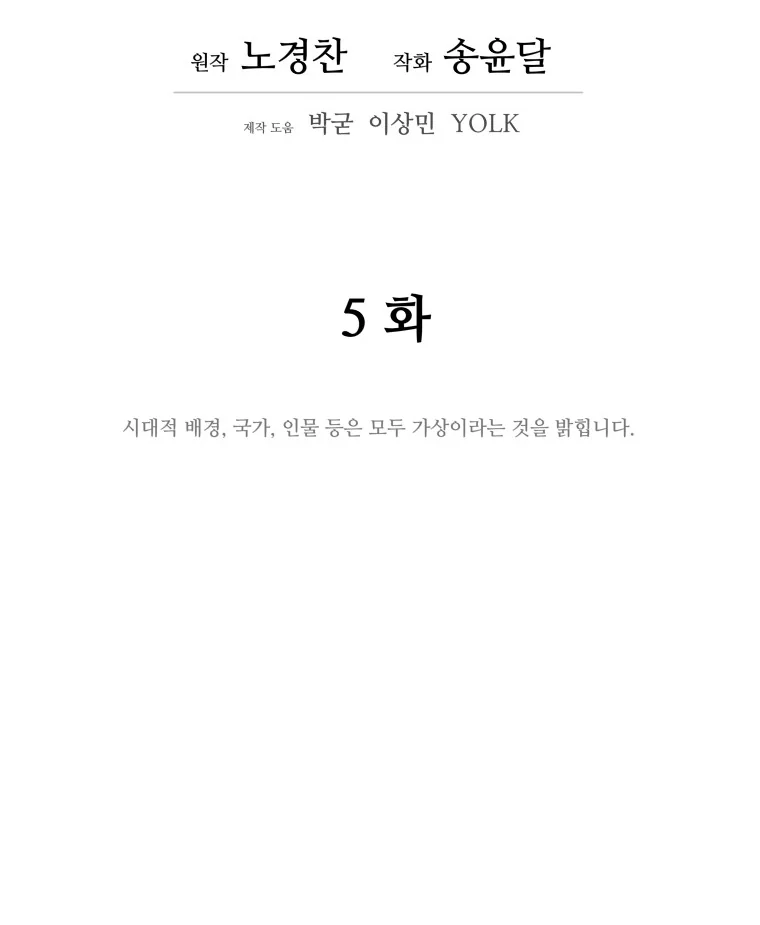 원작 노경찬 작화 송윤달
제작 도움 박굳 이상민 YOLK
5 화
시대적 배경, 국가, 인물 등은 모두 가상이라는 것을 밝힙니다.